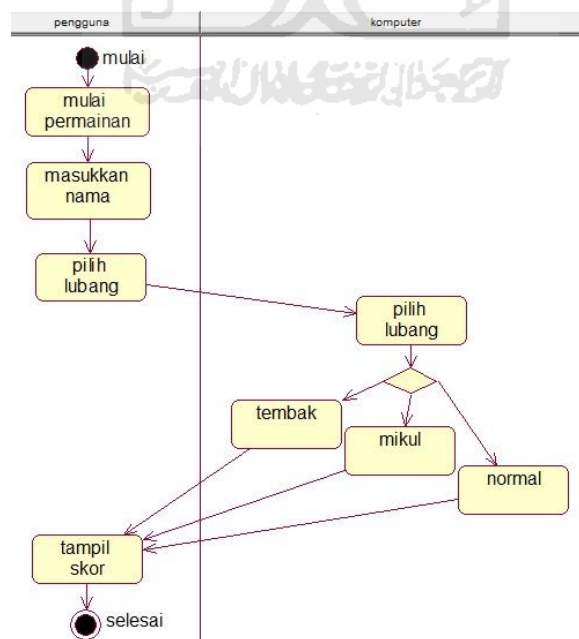 pengguna
komputer
mulai
mulai
permainan
masukkan
nama
pilih
lubang
pilih
lubang
tembak
mikul
normal
tampil
skor
selesai